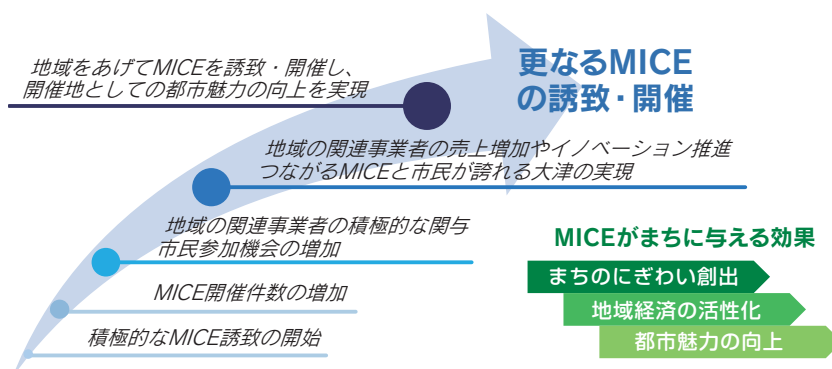 地域をあげてMICEを誘致・開催し、
開催地としての都市魅力の向上を実現
更なるMICE
の誘致・開催
地域の関連事業者の売上増加やイノベーション推進
つながるMICEと市民が誇れる大津の実現
地域の関連事業者の積極的な関与
市民参加機会の増加
MICE開催件数の増加
積極的なMICE誘致の開始
MICEがまちに与える効果
まちのにぎわい創出
地域経済の活性化
都市魅力の向上